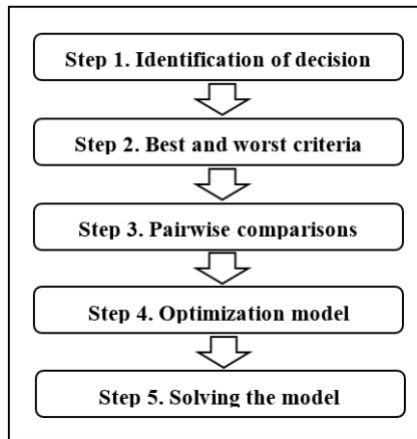 Step 1. Identification of decision
Step 2. Best and worst criteria
Step 3. Pairwise comparisons
Step 4. Optimization model
Step 5. Solving the model